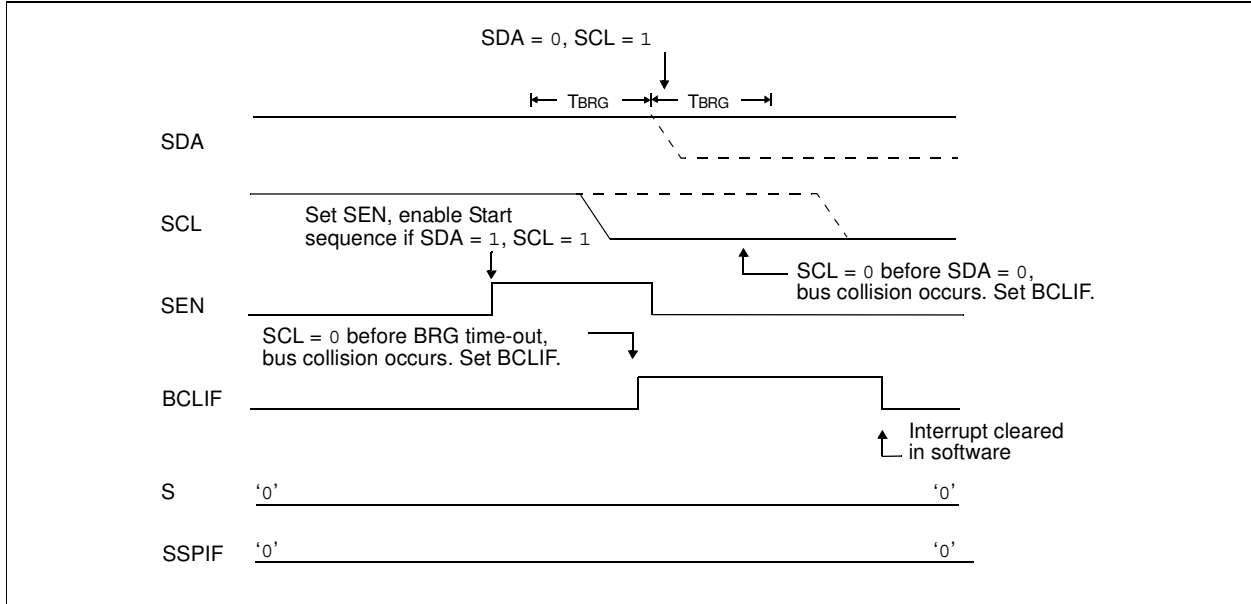 SDA = 0, SCL = 1
TBRG TBRG
SDA
SCL
Set SEN, enable Start
sequence if SDA = 1, SCL = 1
SCL = 0 before SDA = 0,
bus collision occurs. Set BCLIF.
SEN
SCL = 0 before BRG time-out,
bus collision occurs. Set BCLIF.
BCLIF
Interrupt cleared
in software
S
‘0’ ‘0’
SSPIF
‘0’ ‘0’